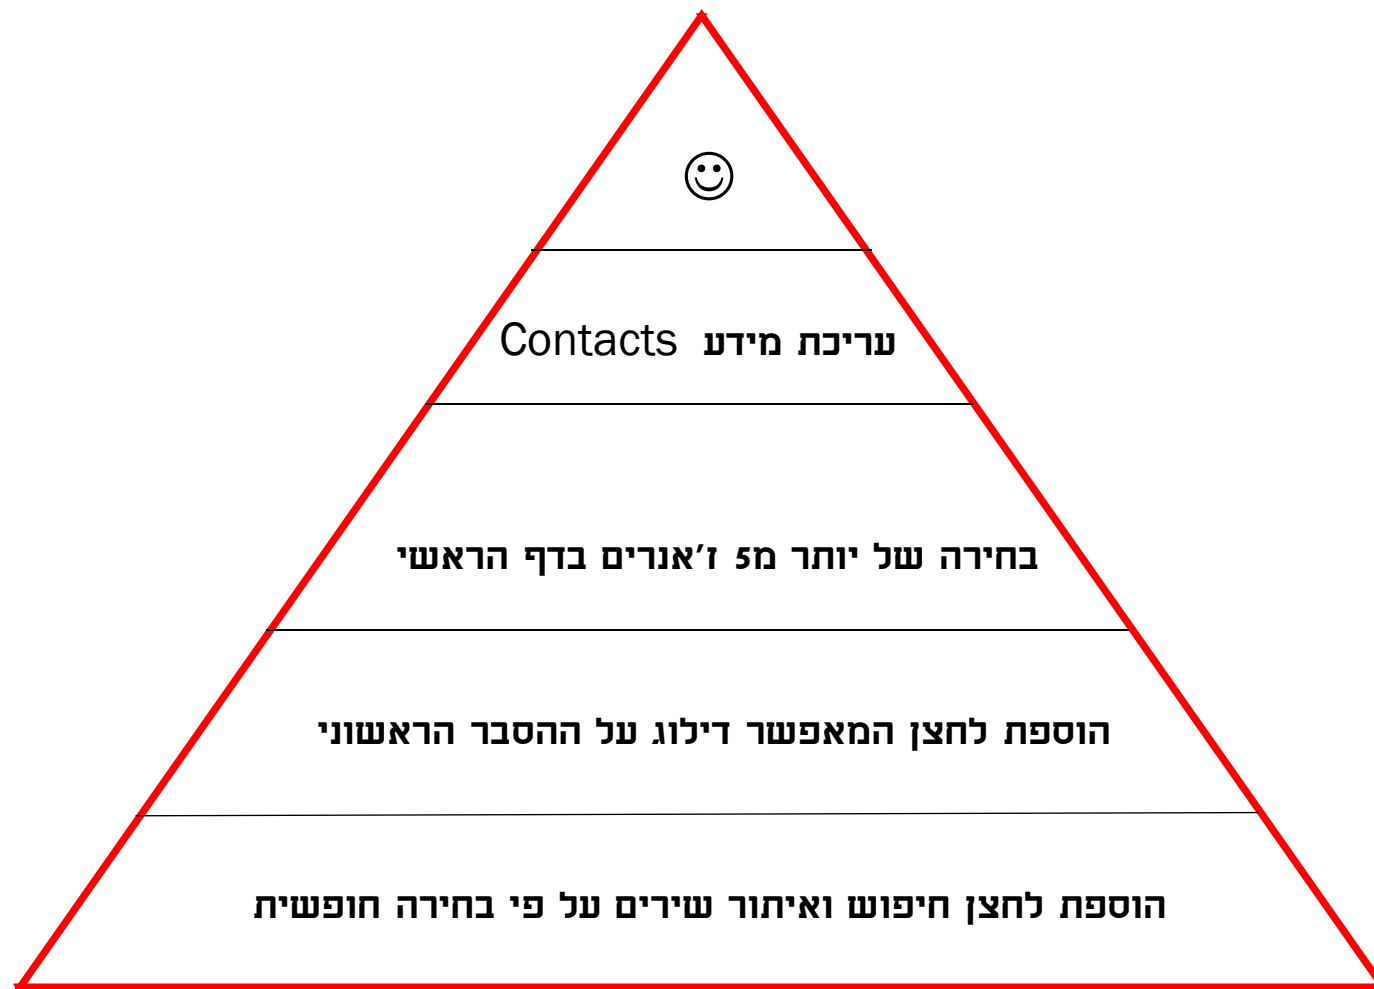 עריכת מידע Contacts
בחירה של יותר מ5 ז'אנרים בדף הראשי
הוספת לחצן המאפשר דילוג על ההסבר הראשוני
הוספת לחצן חיפוש ואיתור שירים על פי בחירה חופשית